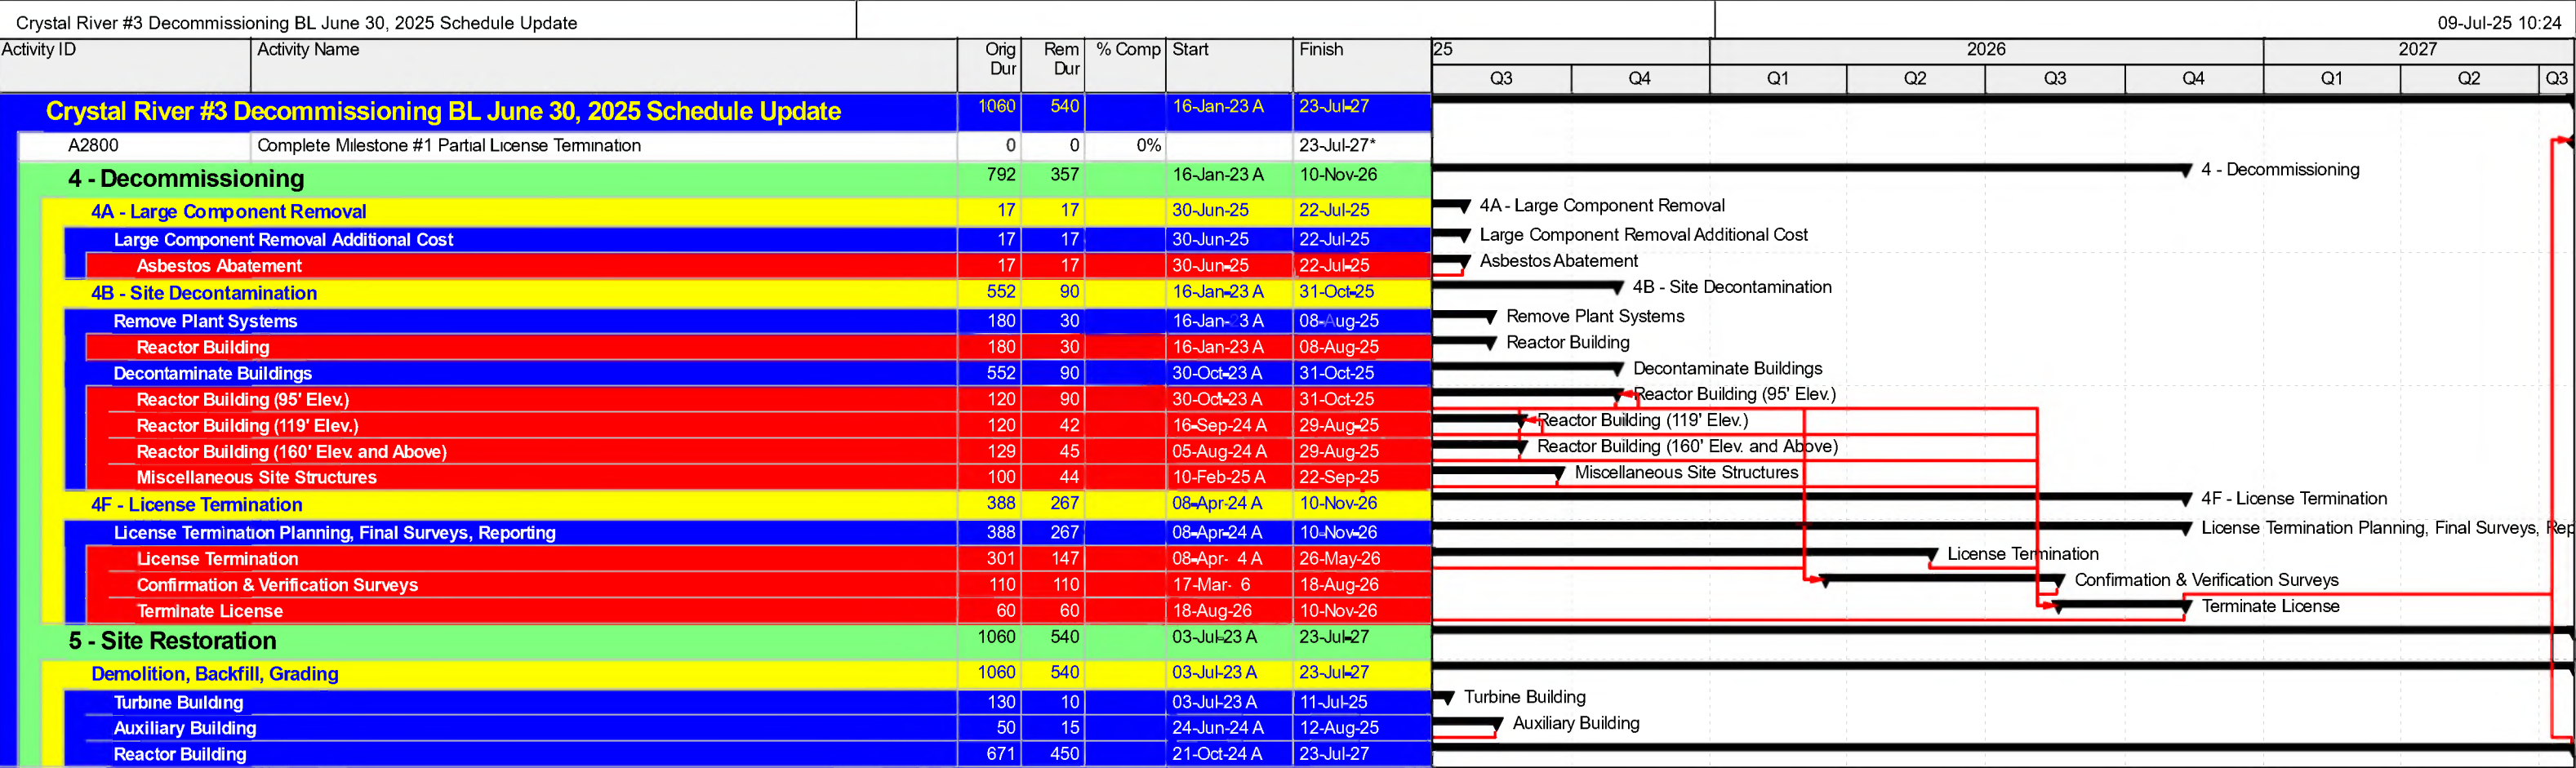 Crystal River #3 Decommissioning BL June 30, 2025 Schedule Update 09-Jul-25 10:24
Activity ID Activity Name Orig Dur Rem Dur % Comp Start Finish 25 2026 2027
Q3 Q4 Q1 Q2 Q3 Q4 Q1 Q2 Q3
Crystal River #3 Decommissioning BL June 30, 2025 Schedule Update 1060 540 16-Jan-23 A 23-Jul-27
A2800 Complete Milestone #1 Partial License Termination 0 0 0% 23-Jul-27*
4 - Decommissioning 792 357 16-Jan-23 A 10-Nov-26 4 - Decommissioning
4A - Large Component Removal 17 17 30-Jun-25 22-Jul-25 4A - Large Component Removal
Large Component Removal Additional Cost 17 17 30-Jun-25 22-Jul-25 Large Component Removal Additional Cost
Asbestos Abatement 17 17 30-Jun-25 22-Jul-25 Asbestos Abatement
4B - Site Decontamination 552 90 16-Jan-23 A 31-Oct-25 4B - Site Decontamination
Remove Plant Systems 180 30 16-Jan-23 A 08-Aug-25 Remove Plant Systems
Reactor Building 180 30 16-Jan-23 A 08-Aug-25 Reactor Building
Decontaminate Buildings 552 90 30-Oct-23 A 31-Oct-25 Decontaminate Buildings
Reactor Building (95' Elev.) 120 90 30-Oct-23 A 31-Oct-25 Reactor Building (95' Elev.)
Reactor Building (119' Elev.) 120 42 16-Sep-24 A 29-Aug-25 Reactor Building (119' Elev.)
Reactor Building (160' Elev. and Above) 129 45 05-Aug-24 A 29-Aug-25 Reactor Building (160' Elev. and Above)
Miscellaneous Site Structures 100 44 10-Feb-25 A 22-Sep-25 Miscellaneous Site Structures
4F - License Termination 388 267 08-Apr-24 A 10-Nov-26 4F - License Termination
License Termination Planning, Final Surveys, Reporting 388 267 08-Apr-24 A 10-Nov-26 License Termination Planning, Final Surveys, Rep
License Termination 301 147 08-Apr- 4 A 26-May-26 License Termination
Confirmation & Verification Surveys 110 110 17-Mar- 6 18-Aug-26 Confirmation & Verification Surveys
Terminate License 60 60 18-Aug-26 10-Nov-26 Terminate License
5 - Site Restoration 1060 540 03-Jul-23 A 23-Jul-27
Demolition, Backfill, Grading 1060 540 03-Jul-23 A 23-Jul-27
Turbine Building 130 10 03-Jul-23 A 11-Jul-25 Turbine Building
Auxiliary Building 50 15 24-Jun-24 A 12-Aug-25 Auxiliary Building
Reactor Building 671 450 21-Oct-24 A 23-Jul-27